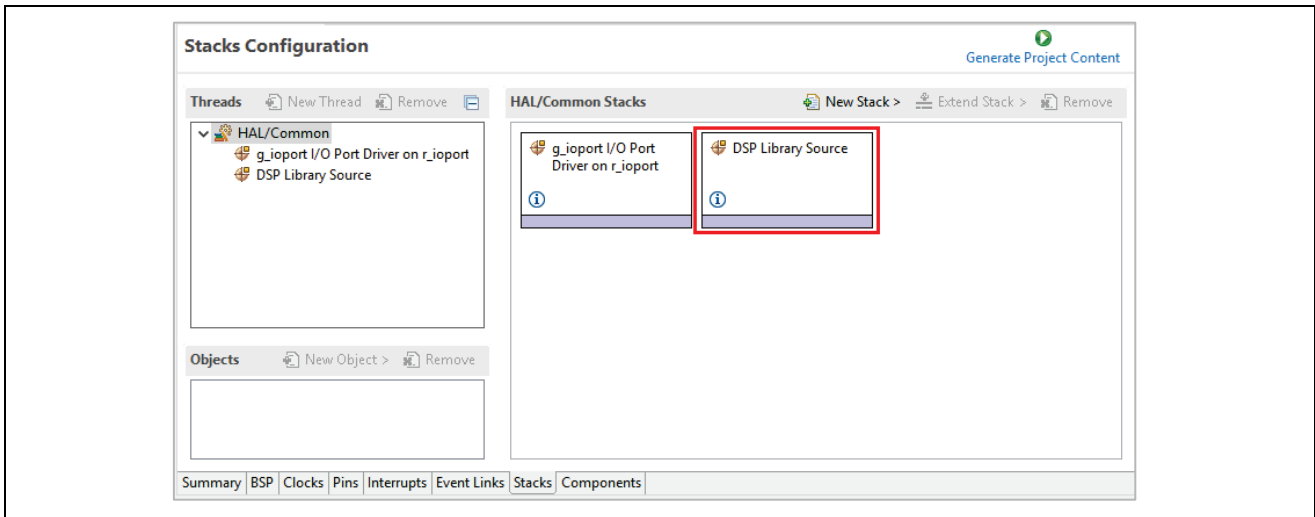 Stacks Configuration
Generate Project Content
Threads New Thread Remove
HAL/Common
g_ioport I/O Port Driver on r_ioport
DSP Library Source
Objects New Object > Remove
HAL/Common Stacks New Stack > Extend Stack > Remove
g_ioport I/O Port
Driver on r_ioport
DSP Library Source
Summary BSP Clocks Pins Interrupts Event Links Stacks Components